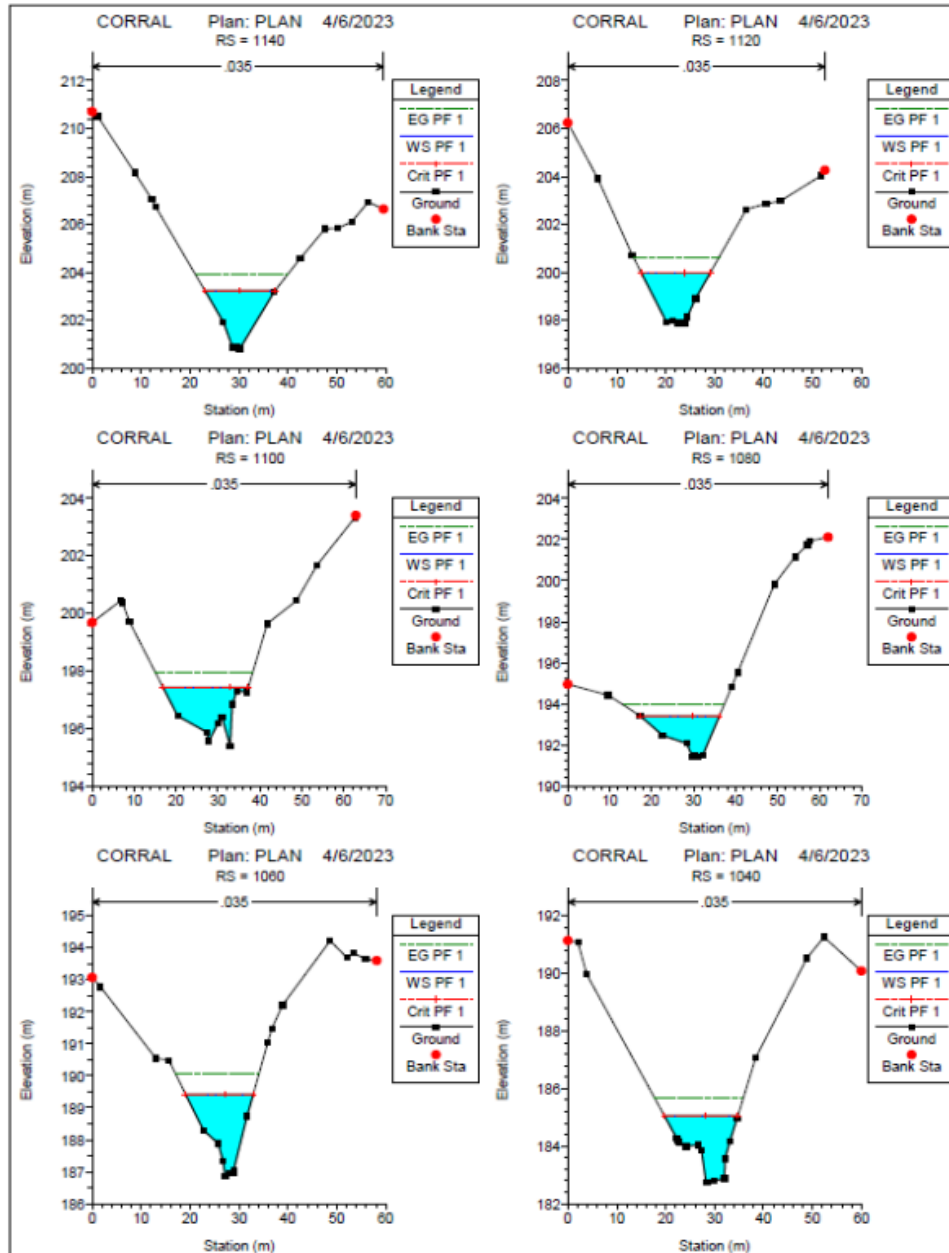 CORRAL Plan: PLAN 4/6/2023
RS = 1140
.035
Legend
EG PF 1
WS PF 1
Crit PF 1
Ground
Bank Sta
Elevation (m)
212
210
208
206
204
202
200
0 10 20 30 40 50 60
Station (m)
CORRAL Plan: PLAN 4/6/2023
RS = 1120
.035
Legend
EG PF 1
WS PF 1
Crit PF 1
Ground
Bank Sta
Elevation (m)
208
206
204
202
200
198
196
0 10 20 30 40 50 60
Station (m)
CORRAL Plan: PLAN 4/6/2023
RS = 1100
.035
Legend
EG PF 1
WS PF 1
Crit PF 1
Ground
Bank Sta
Elevation (m)
204
202
200
198
196
194
0 10 20 30 40 50 60 70
Station (m)
CORRAL Plan: PLAN 4/6/2023
RS = 1080
.035
Legend
EG PF 1
WS PF 1
Crit PF 1
Ground
Bank Sta
Elevation (m)
204
202
200
198
196
194
192
190
0 10 20 30 40 50 60 70
Station (m)
CORRAL Plan: PLAN 4/6/2023
RS = 1060
.035
Legend
EG PF 1
WS PF 1
Crit PF 1
Ground
Bank Sta
Elevation (m)
195
194
193
192
191
190
189
188
187
186
0 10 20 30 40 50 60
Station (m)
CORRAL Plan: PLAN 4/6/2023
RS = 1040
.035
Legend
EG PF 1
WS PF 1
Crit PF 1
Ground
Bank Sta
Elevation (m)
192
190
188
186
184
182
0 10 20 30 40 50 60
Station (m)